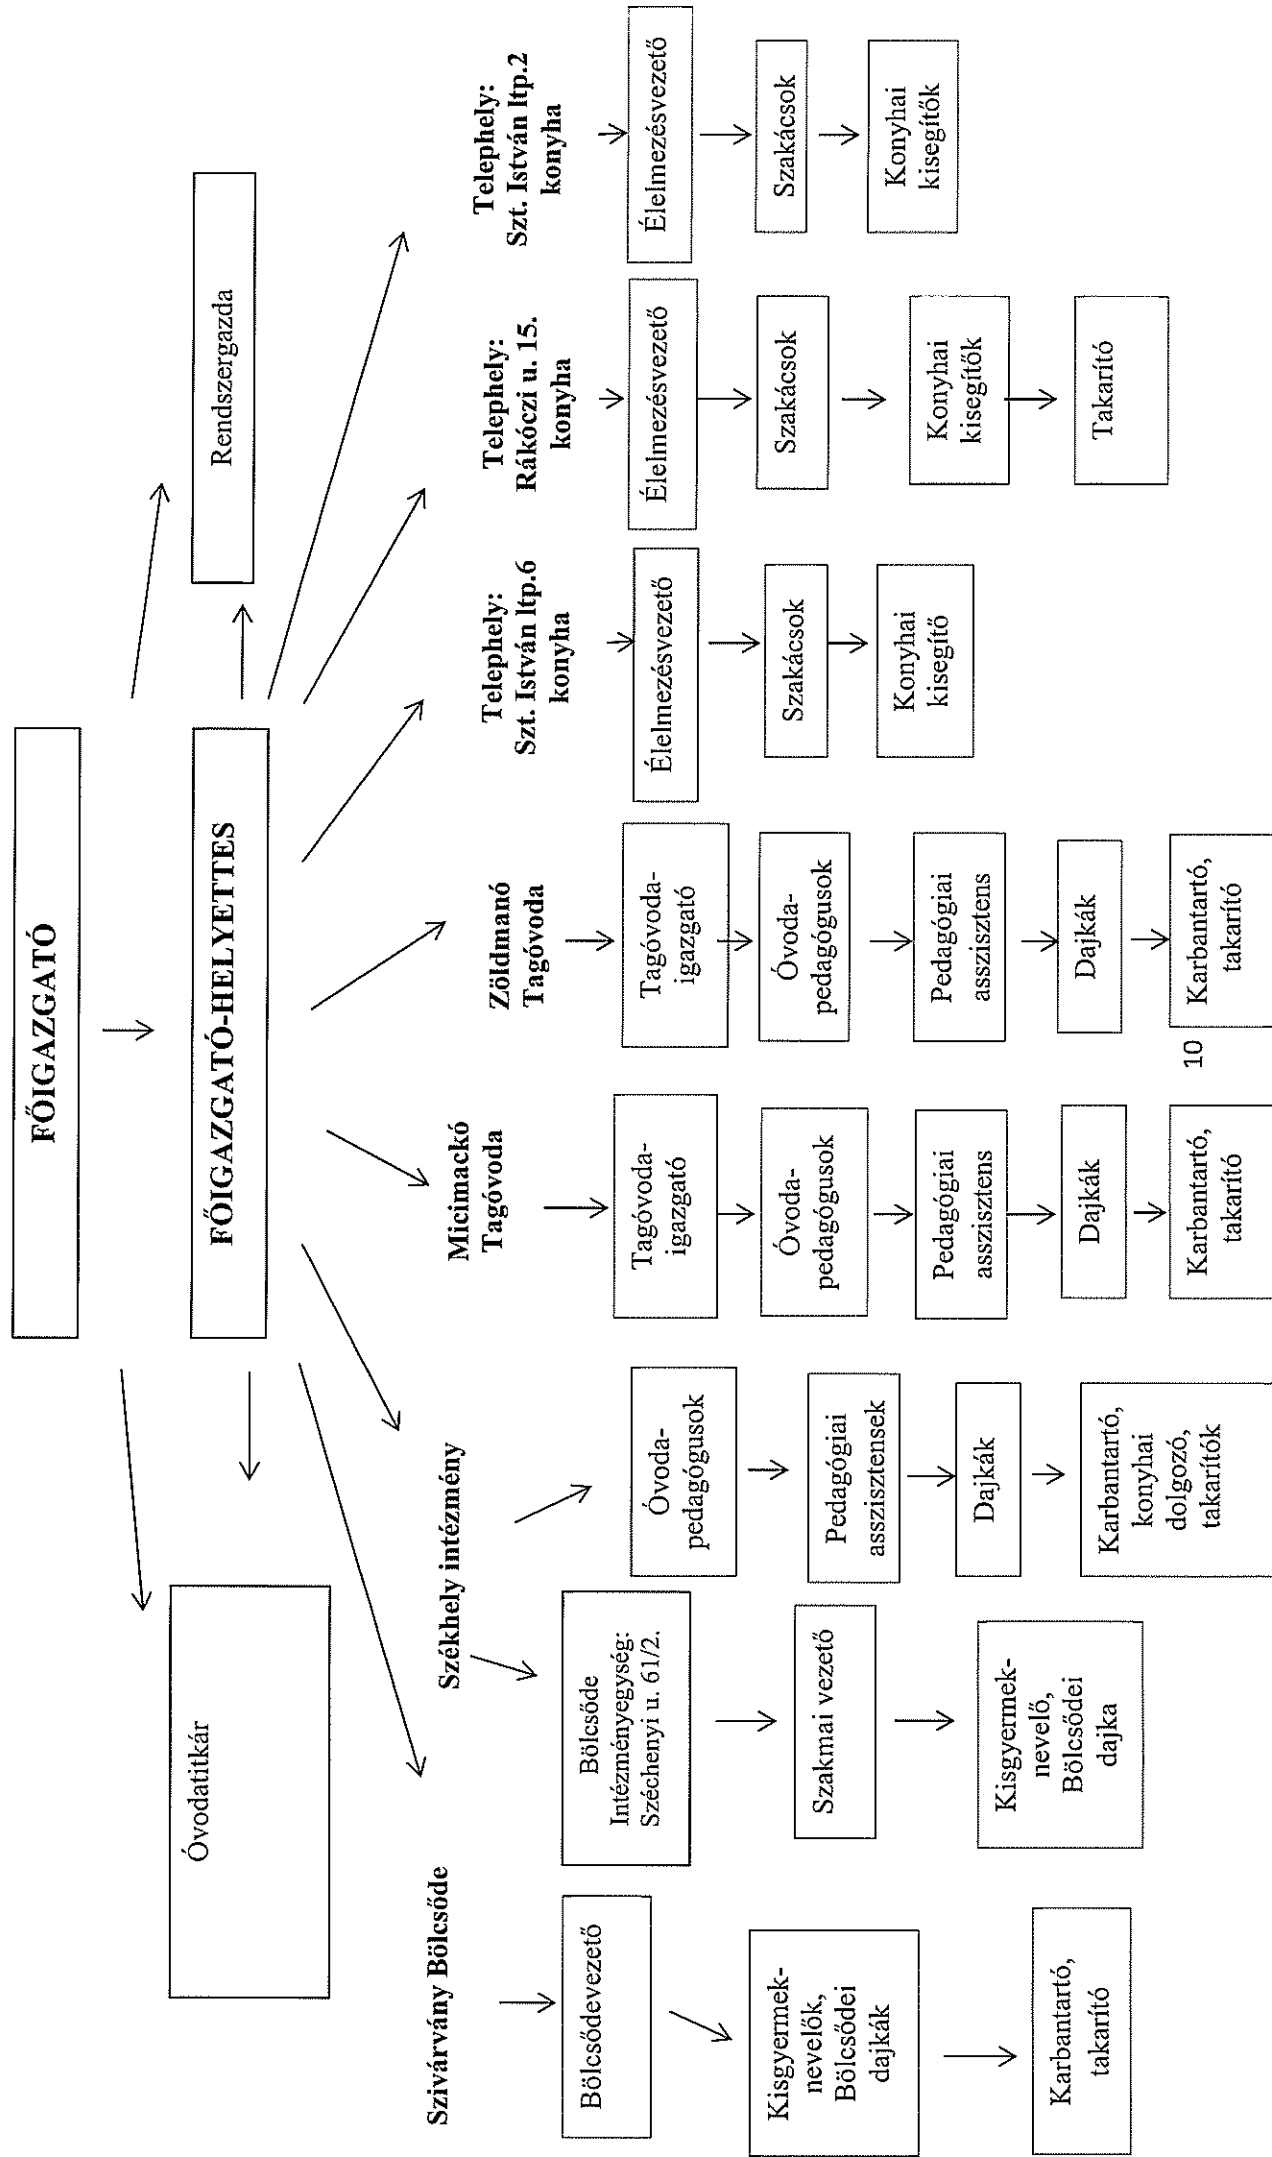 FŐIGAZGATÓ
FŐIGAZGATÓ-HELYETTES
Óvodatitkár
Rendszergazda
Szivárvány Bölcsőde
Bölcsődevezető
Kisgyermek-
nevelők,
Bölcsődei
dajkák
Karbantartó,
takarító
Székhely intézmény
Bölcsőde
Intézményegység:
Széchenyi u. 61/2.
Szakmai vezető
Kisgyermek-
nevelő,
Bölcsődei
dajka
Óvoda-
pedagógusok
Pedagógiai
asszisztensek
Dajkák
Karbantartó,
konyhai
dolgozó,
takarítók
Micimackó
Tagóvoda
Tagóvoda-
igazgató
Óvoda-
pedagógusok
Pedagógiai
asszisztens
Dajkák
Karbantartó,
takarító
Zöldmanó
Tagóvoda
Tagóvoda-
igazgató
Óvoda-
pedagógusok
Pedagógiai
asszisztens
Dajkák
Karbantartó,
takarító
Telephely:
Szt. István ltp.6
konyha
Élelmezésvezető
Szakácsok
Konyhai
kisegítő
Telephely:
Rákóczi u. 15.
konyha
Élelmezésvezető
Szakácsok
Konyhai
kisegítők
Takarító
Telephely:
Szt. István ltp.2
konyha
Élelmezésvezető
Szakácsok
Konyhai
kisegítők
10